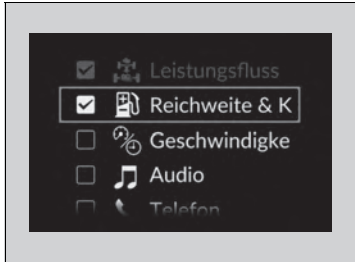 Leistungsfluss
Reichweite & K
Geschwindigke
Audio
Telefon